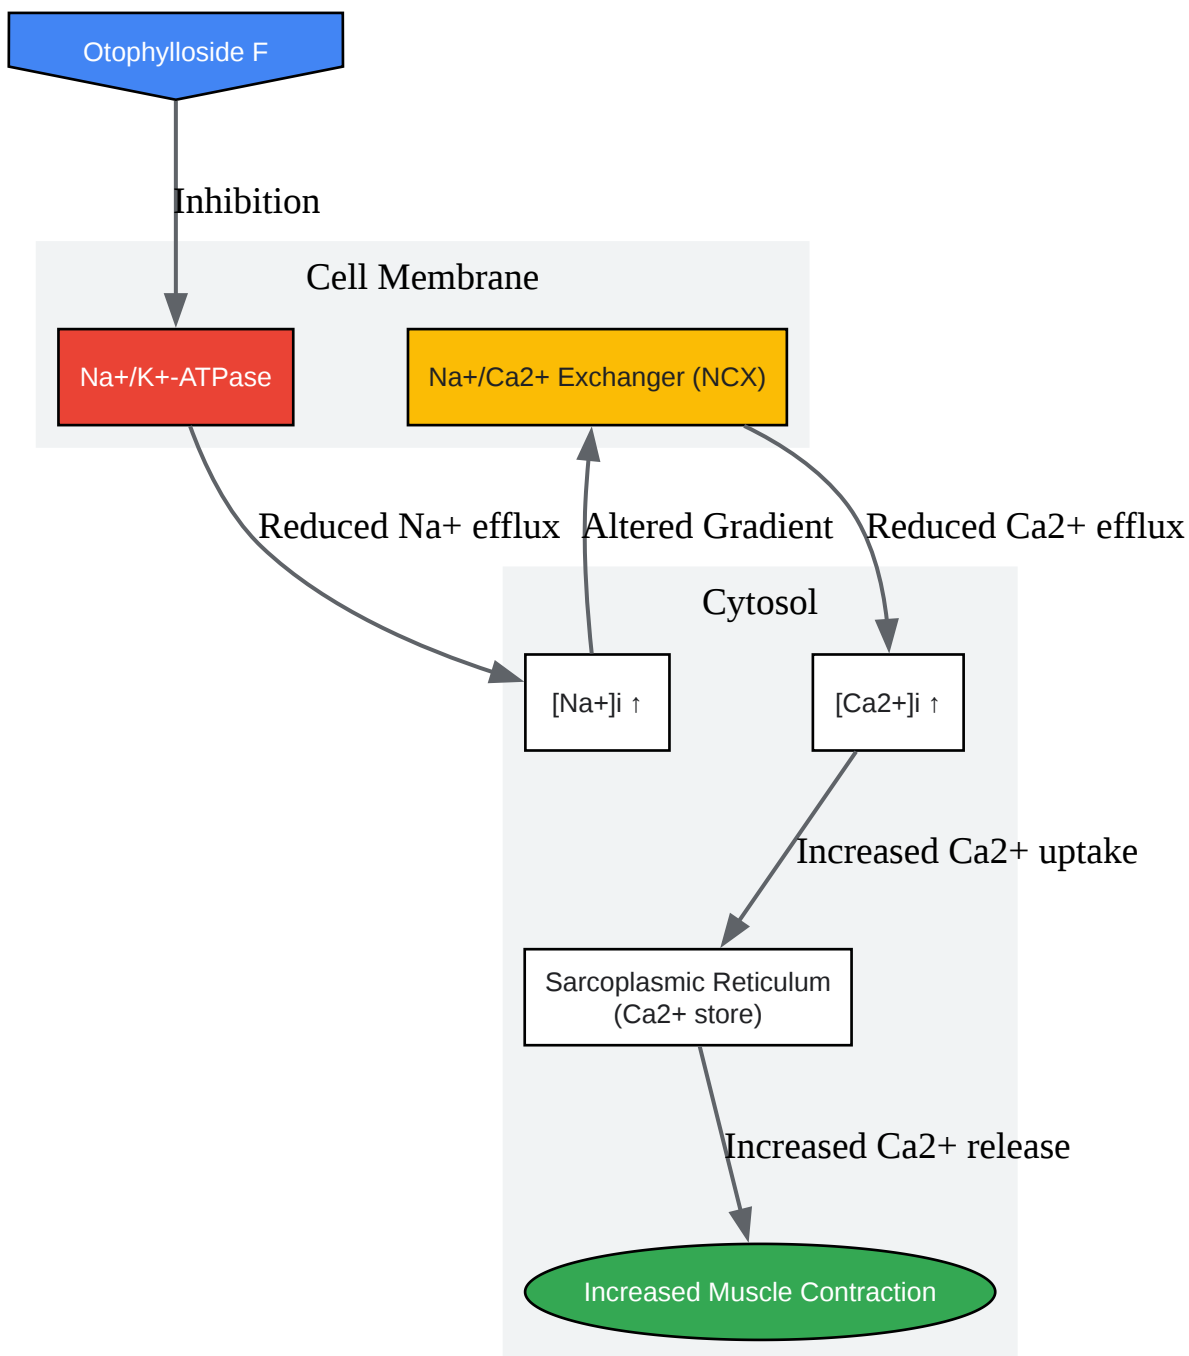 Otophylloside F
Inhibition
Cell Membrane
Na+/K+-ATPase
Na+/Ca2+ Exchanger (NCX)
Reduced Na+ efflux
Altered Gradient
Reduced Ca2+ efflux
Cytosol
[Na+]i ↑
[Ca2+]i ↑
Increased Ca2+ uptake
Sarcoplasmic Reticulum
(Ca2+ store)
Increased Ca2+ release
Increased Muscle Contraction